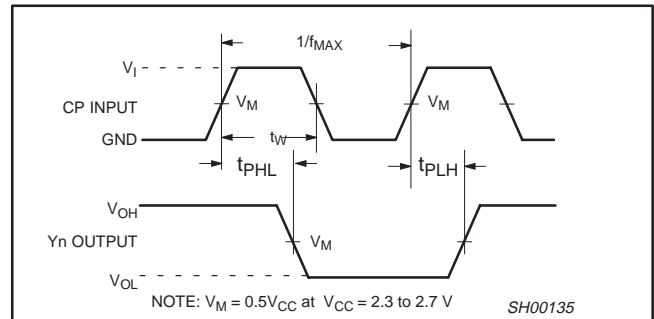 1/fMAX
VI
VM
VM
CP INPUT
GND
tW
tPHL
tPLH
VOH
VM
Yn OUTPUT
VOL
NOTE: VM = 0.5VCC at VCC = 2.3 to 2.7 V
SH00135